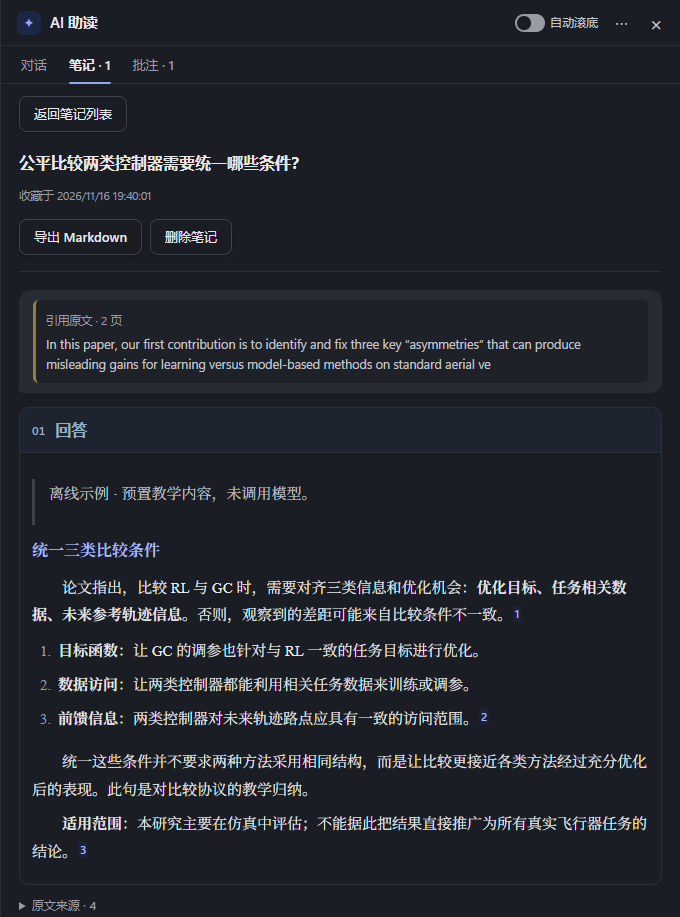 AI 助读
自动滚底
对话 笔记 · 1 批注 · 1
返回笔记列表
公平比较两类控制器需要统一哪些条件?
收藏于 2026/11/16 19:40:01
导出 Markdown 删除笔记
引用原文 · 2 页
In this paper, our first contribution is to identify and fix three key “asymmetries” that can produce
misleading gains for learning versus model-based methods on standard aerial ve
01 回答
离线示例 · 预置教学内容，未调用模型。
统一三类比较条件
论文指出，比较 RL 与 GC 时，需要对齐三类信息和优化机会：优化目标、任务相关数
据、未来参考轨迹信息。否则，观察到的差距可能来自比较条件不一致。 1
1. 目标函数：让 GC 的调参也针对与 RL 一致的任务目标进行优化。
2. 数据访问：让两类控制器都能利用相关任务数据来训练或调参。
3. 前馈信息：两类控制器对未来轨迹路点应具有一致的访问范围。 2
统一这些条件并不要求两种方法采用相同结构，而是让比较更接近各类方法经过充分优化
后的表现。此句是对比较协议的教学归纳。
适用范围：本研究主要在仿真中评估；不能据此把结果直接推广为所有真实飞行器任务的
结论。 3
原文来源 · 4